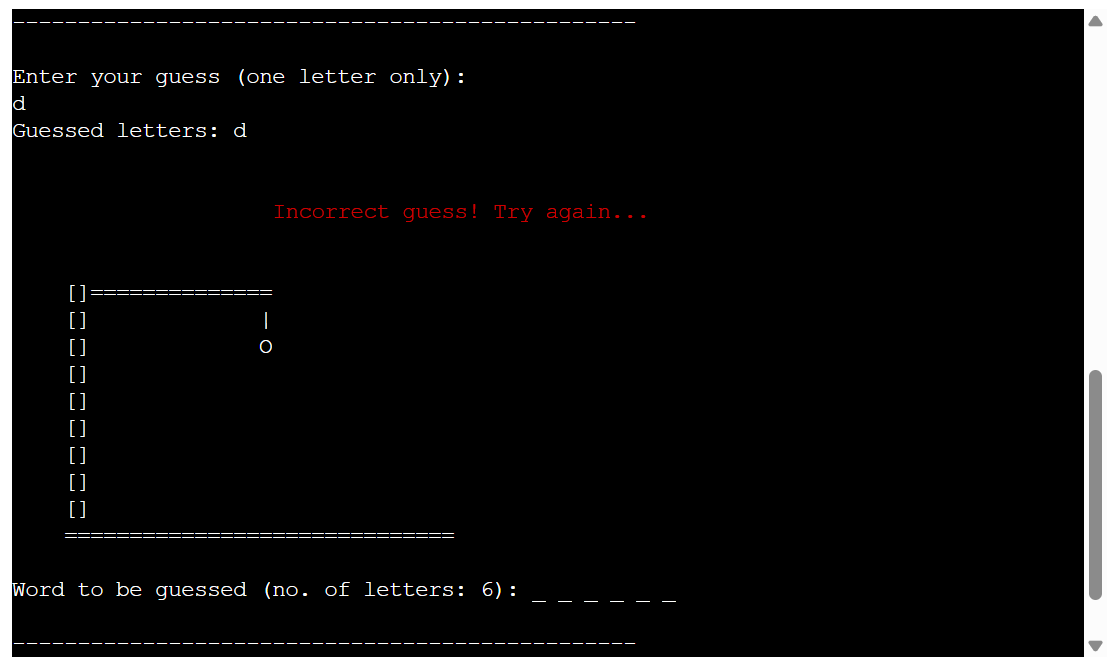 ------------------------------------------------
Enter your guess (one letter only):
d
Guessed letters: d
Incorrect guess! Try again...
[]==============
[]             |
[]             O
[]
[]
[]
[]
[]
[]
==============================
Word to be guessed (no. of letters: 6): _ _ _ _ _ _
------------------------------------------------